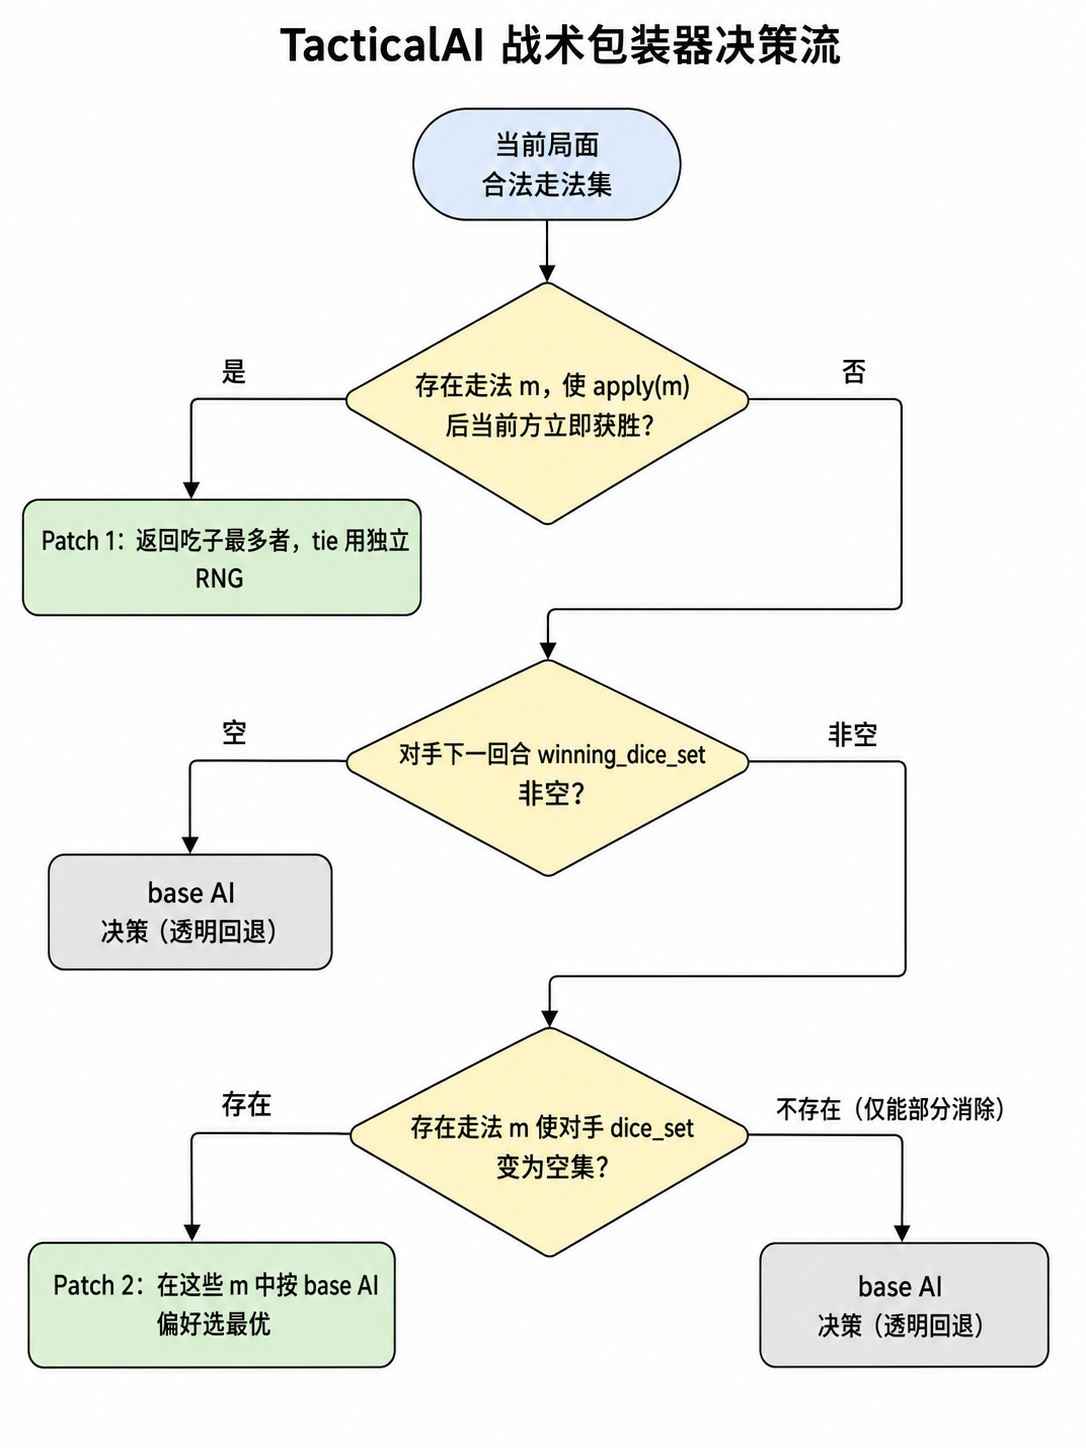 TacticalAI 战术包装器决策流
当前局面
合法走法集
存在走法 m，使 apply(m)
后当前方立即获胜？
是
否
Patch 1：返回吃子最多者，tie 用独立
RNG
对手下一回合 winning_dice_set
非空？
空
非空
base AI
决策（透明回退）
存在走法 m 使对手 dice_set
变为空集？
存在
不存在（仅能部分消除）
Patch 2：在这些 m 中按 base AI
偏好选最优
base AI
决策（透明回退）